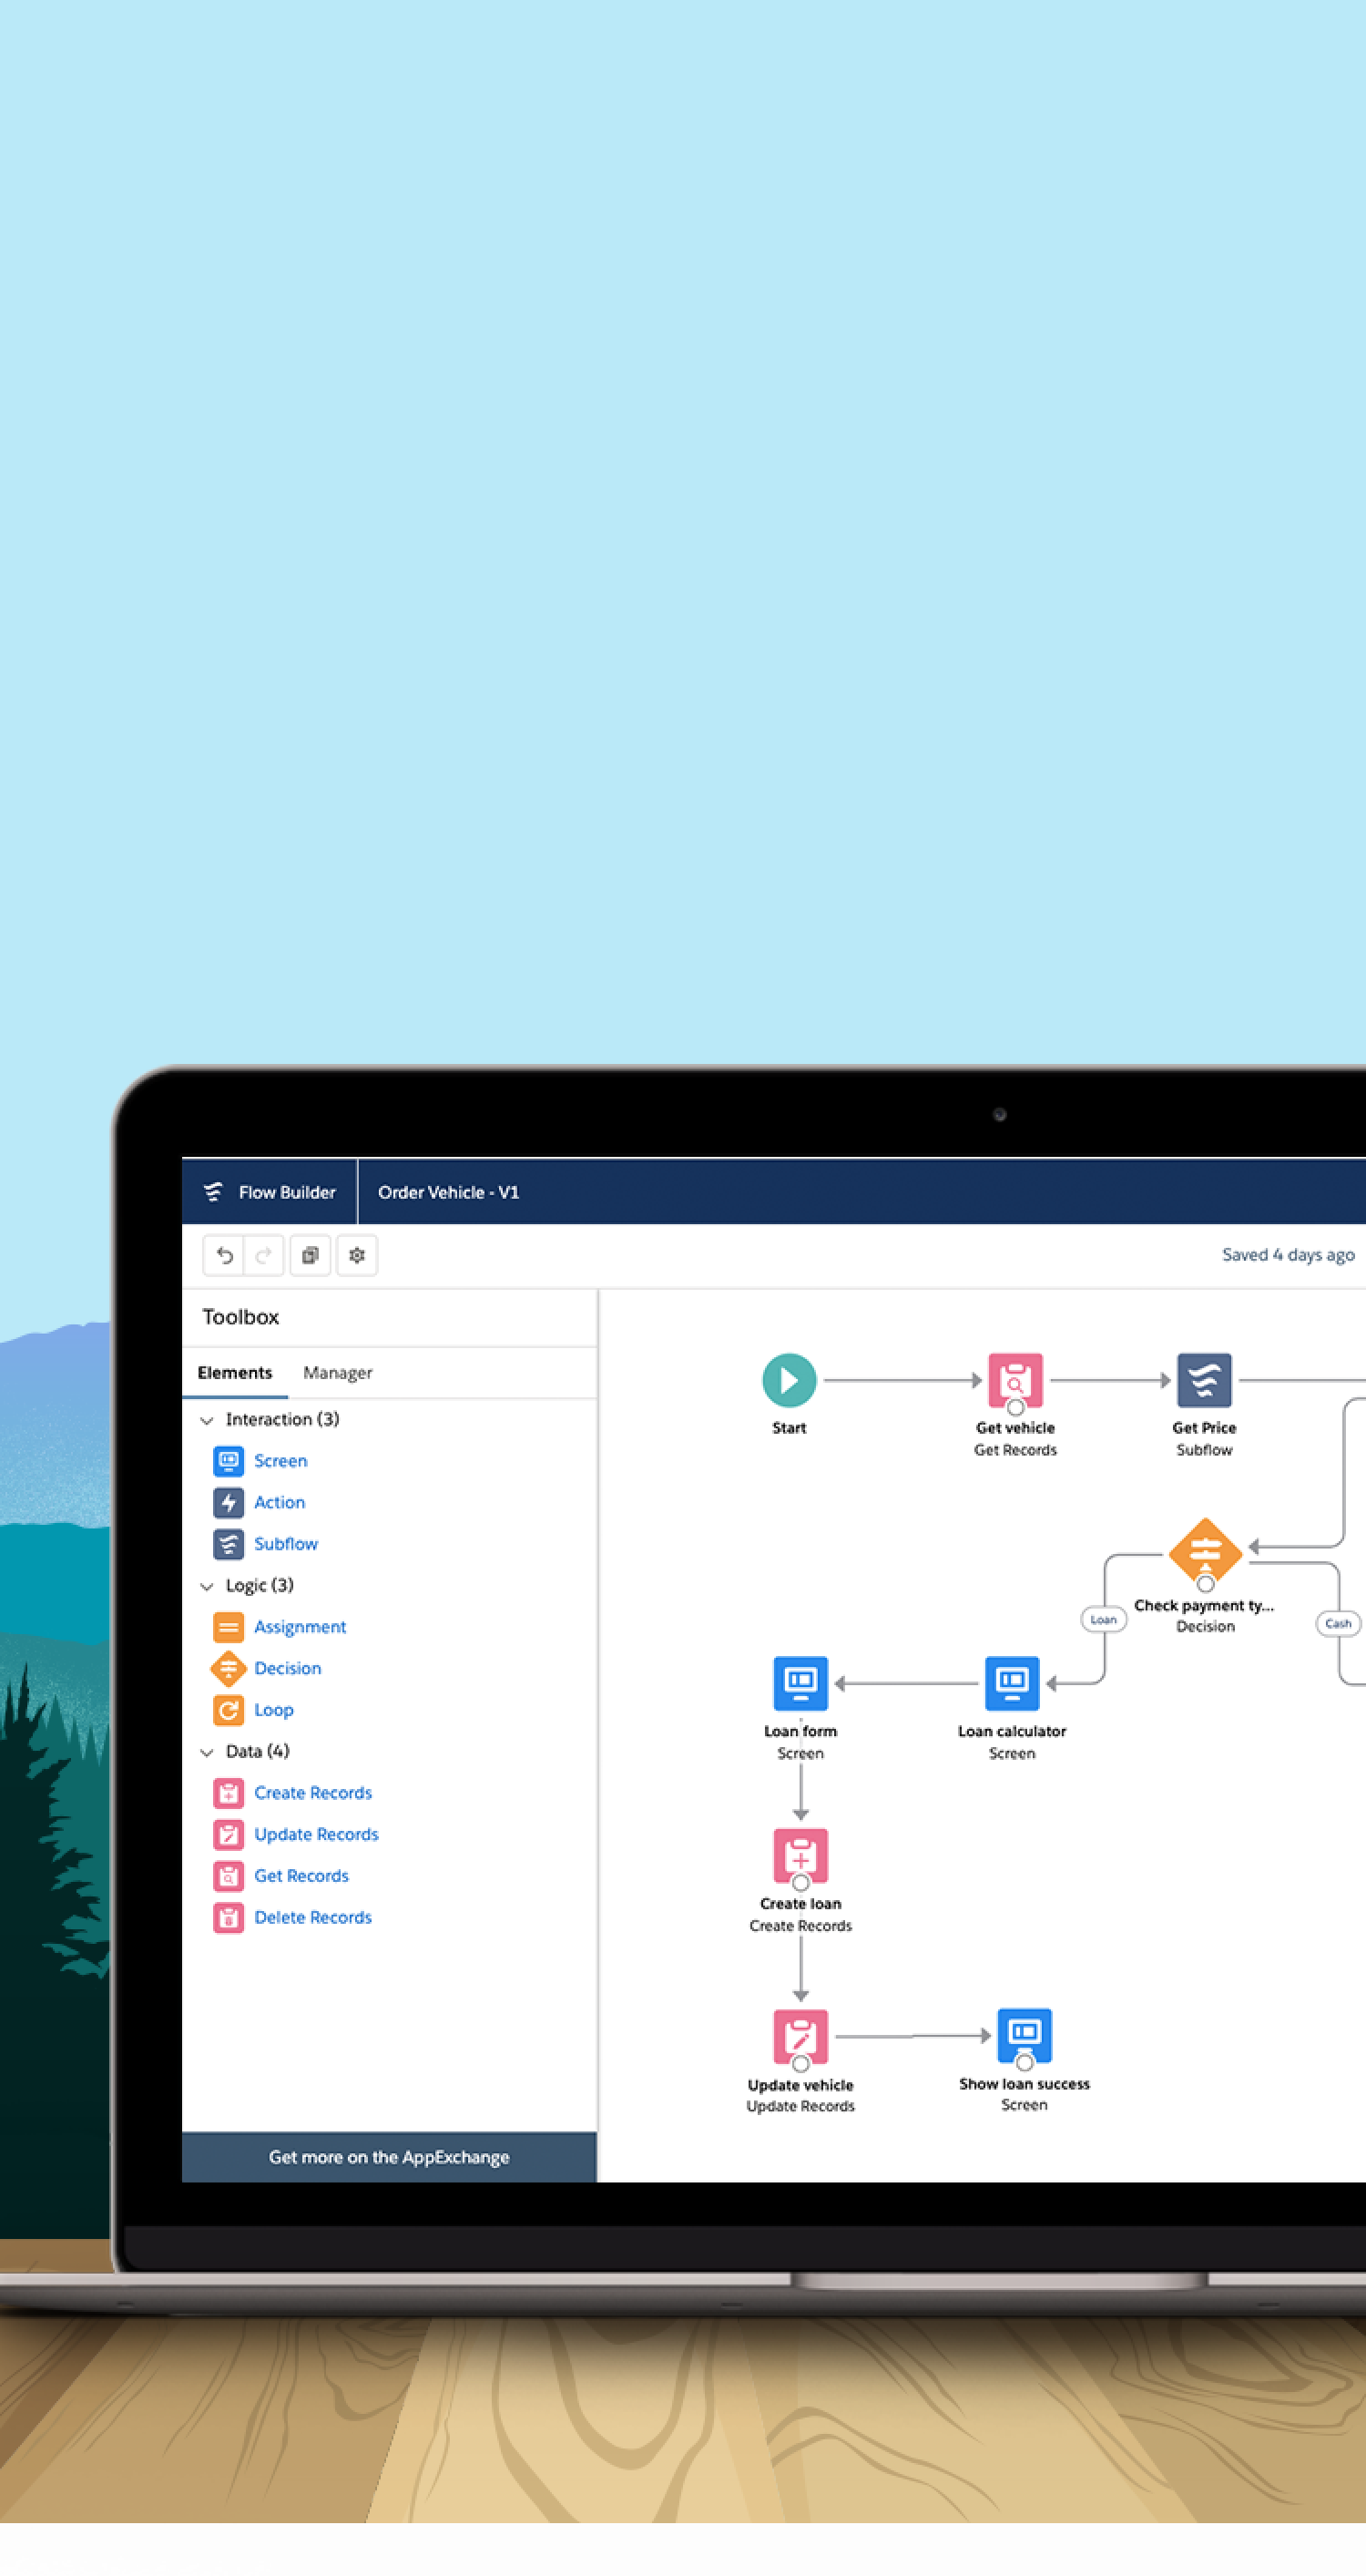 Flow Builder
Order Vehicle - V1
Saved 4 days ago
Toolbox
Elements
Manager
Interaction (3)
Screen
Action
Subflow
Logic (3)
Assignment
Decision
Loop
Data (4)
Create Records
Update Records
Get Records
Delete Records
Get more on the AppExchange
Start
Get vehicle
Get Records
Get Price
Subflow
Check payment ty...
Decision
Loan
Cash
Loan form
Screen
Loan calculator
Screen
Create loan
Create Records
Update vehicle
Update Records
Show loan success
Screen